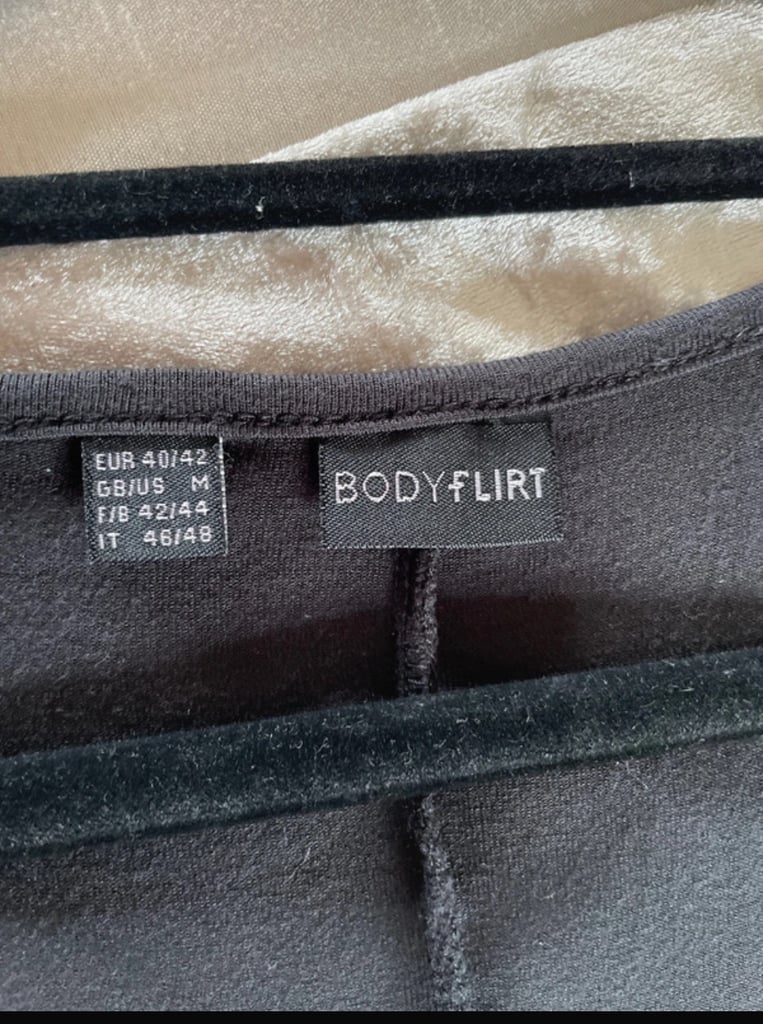 EUR 40/42
GB/US M
F/B 42/44
IT 46/48
BODYFLIRT